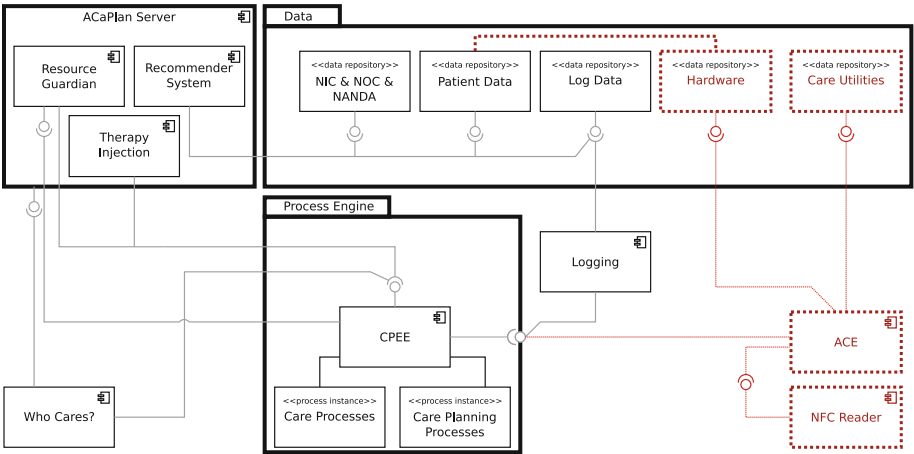 ACaPlan Server
Resource
Guardian
Recommender
System
Therapy
Injection
Data
<<data repository>>
NIC & NOC &
NANDA
<<data repository>>
Patient Data
<<data repository>>
Log Data
<<data repository>>
Hardware
<<data repository>>
Care Utilities
Process Engine
CPEE
<<process instance>>
Care Processes
<<process instance>>
Care Planning
Processes
Logging
ACE
NFC Reader
Who Cares?